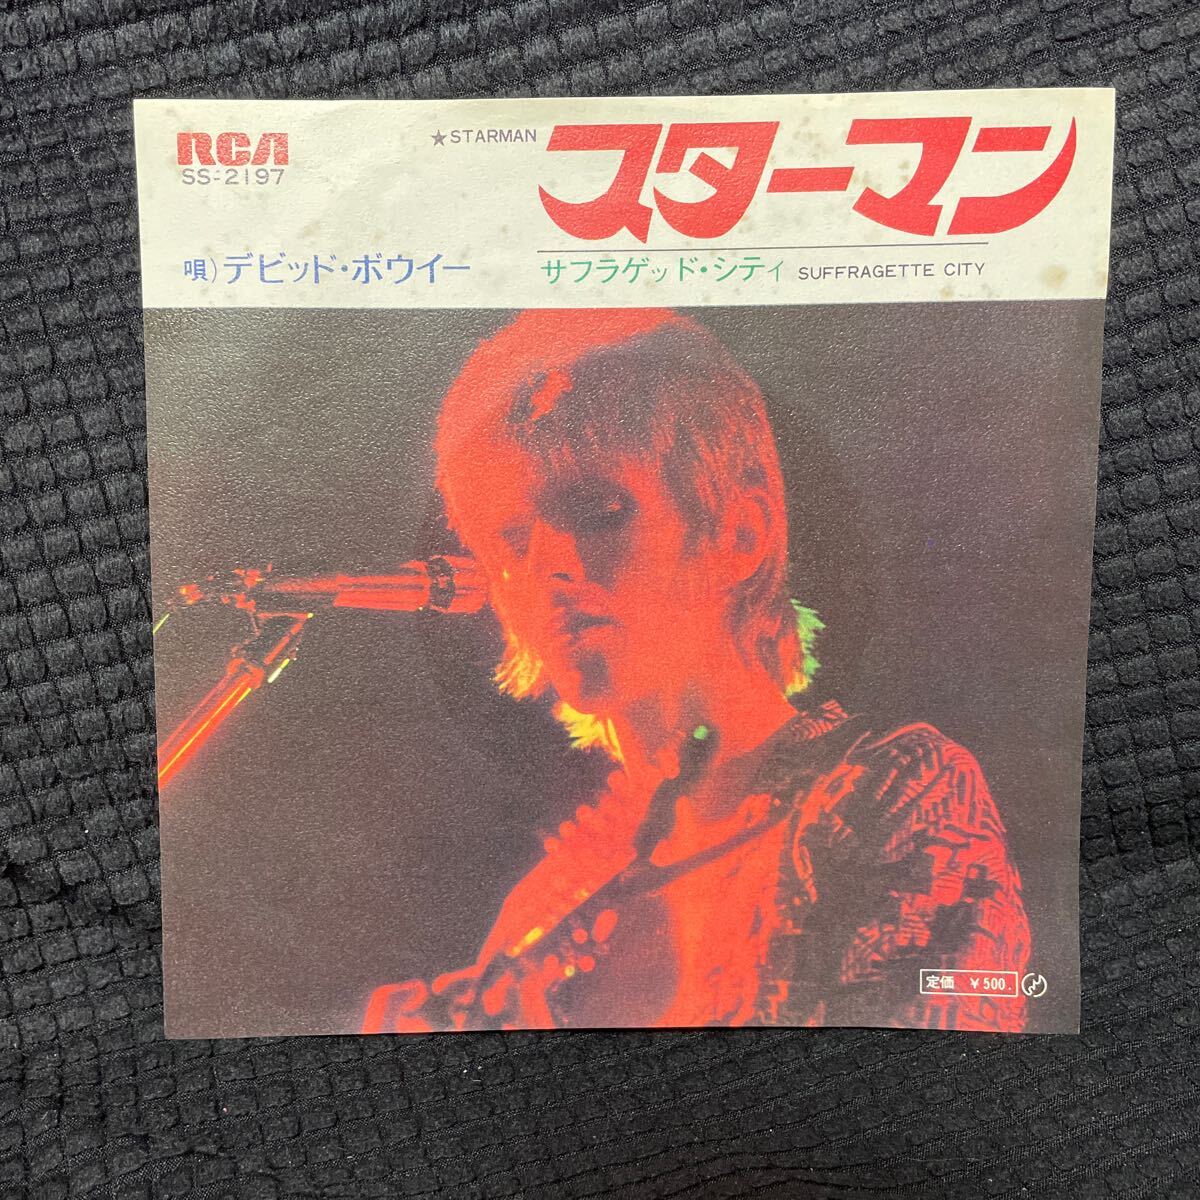 RCA
SS-2197
★STARMAN スターマン
唄)デビッド・ボウイー
サフラゲッド・シティ SUFFRAGETTE CITY
定価 ¥500.